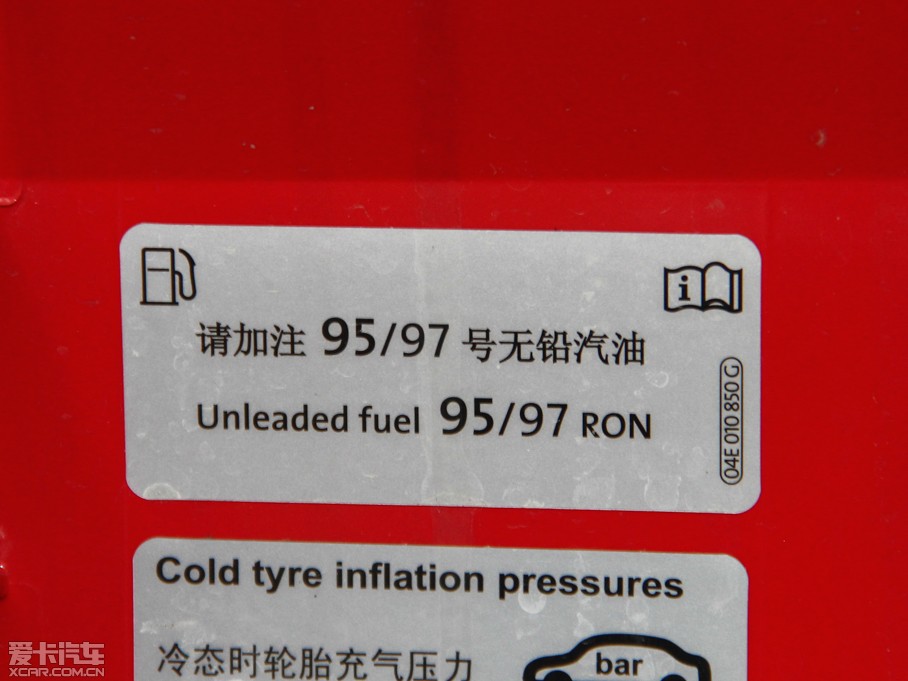 i
请加注 95/97 号无铅汽油
Unleaded fuel 95/97 RON
04E 010 850 G
Cold tyre inflation pressures
冷态时轮胎充气压力
bar
爱卡汽车
XCAR.COM.CN